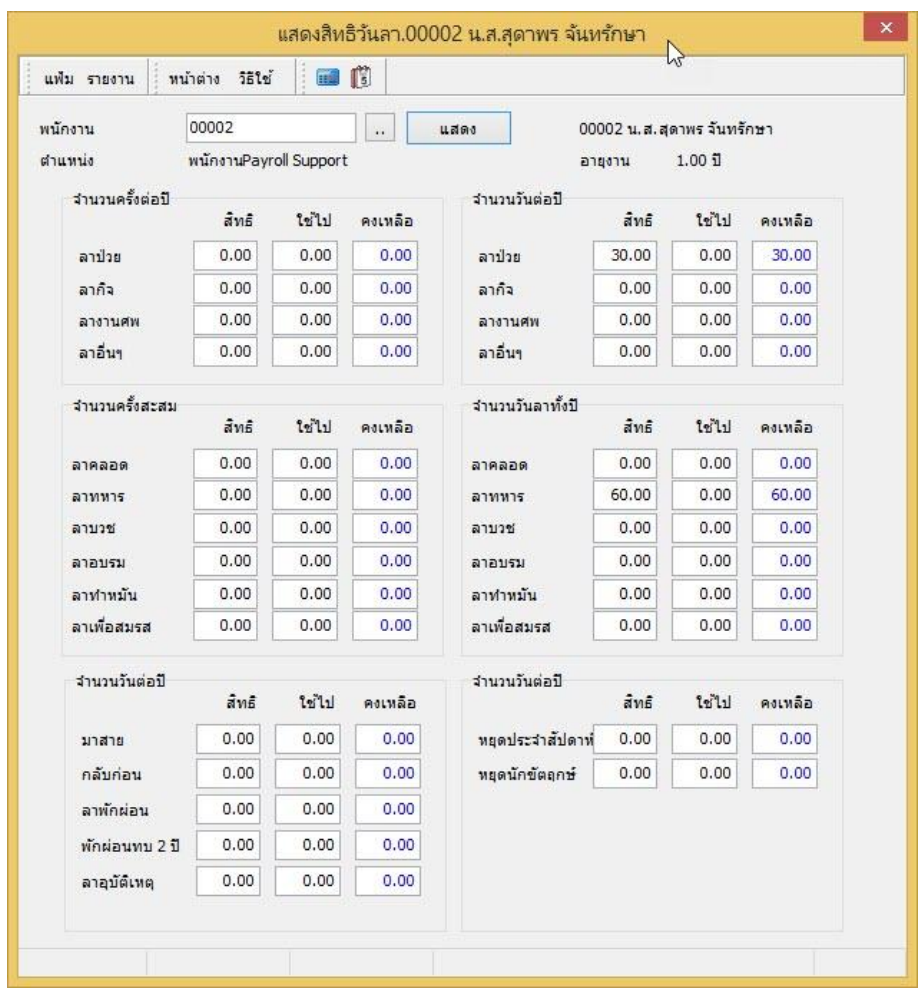 แสดงสิทธิวันลา.00002 น.ส.สุดาพร จันทรักษา
แฟ้ม รายงาน หน้าต่าง วิธีใช้ 5
พนักงาน 00002 .. แสดง 00002 น.ส.สุดาพร จันทรักษา
ตำแหน่ง พนักงานPayroll Support อายุงาน 1.00 ปี
จำนวนครั้งต่อปี
สิทธิ ใช้ไป คงเหลือ
ลาป่วย 0.00 0.00 0.00
ลากิจ 0.00 0.00 0.00
ลางานศพ 0.00 0.00 0.00
ลาอื่นๆ 0.00 0.00 0.00
จำนวนวันต่อปี
สิทธิ ใช้ไป คงเหลือ
ลาป่วย 30.00 0.00 30.00
ลากิจ 0.00 0.00 0.00
ลางานศพ 0.00 0.00 0.00
ลาอื่นๆ 0.00 0.00 0.00
จำนวนครั้งสะสม
สิทธิ ใช้ไป คงเหลือ
ลาคลอด 0.00 0.00 0.00
ลาทหาร 0.00 0.00 0.00
ลาบวช 0.00 0.00 0.00
ลาอบรม 0.00 0.00 0.00
ลาทำหมัน 0.00 0.00 0.00
ลาเพื่อสมรส 0.00 0.00 0.00
จำนวนวันลาทั้งปี
สิทธิ ใช้ไป คงเหลือ
ลาคลอด 0.00 0.00 0.00
ลาทหาร 60.00 0.00 60.00
ลาบวช 0.00 0.00 0.00
ลาอบรม 0.00 0.00 0.00
ลาทำหมัน 0.00 0.00 0.00
ลาเพื่อสมรส 0.00 0.00 0.00
จำนวนวันต่อปี
สิทธิ ใช้ไป คงเหลือ
มาสาย 0.00 0.00 0.00
กลับก่อน 0.00 0.00 0.00
ลาพักผ่อน 0.00 0.00 0.00
พักผ่อนทบ 2 ปี 0.00 0.00 0.00
ลาอุบัติเหตุ 0.00 0.00 0.00
จำนวนวันต่อปี
สิทธิ ใช้ไป คงเหลือ
หยุดประจำสัปดาห์ 0.00 0.00 0.00
หยุดนักขัตฤกษ์ 0.00 0.00 0.00